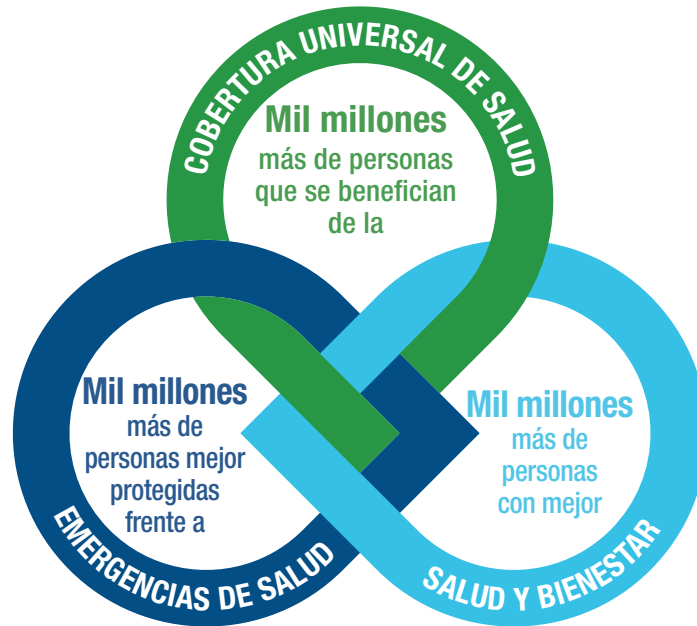 COBERTURA UNIVERSAL DE SALUD
Mil millones
más de personas
que se benefician
de la
Mil millones
más de
personas mejor
protegidas
frente a
EMERGENCIAS DE SALUD
Mil millones
más de
personas
con mejor
SALUD Y BIENESTAR